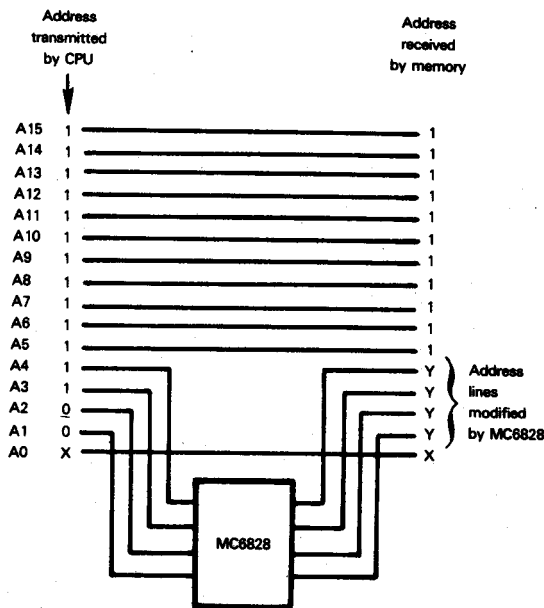 Address
transmitted
by CPU
Address
received
by memory
A15 1 1
A14 1 1
A13 1 1
A12 1 1
A11 1 1
A10 1 1
A9 1 1
A8 1 1
A7 1 1
A6 1 1
A5 1 1
A4 1 Y
A3 1 Y
A2 0 Y
A1 0 Y
A0 X X
Address
lines
modified
by MC6828
MC6828